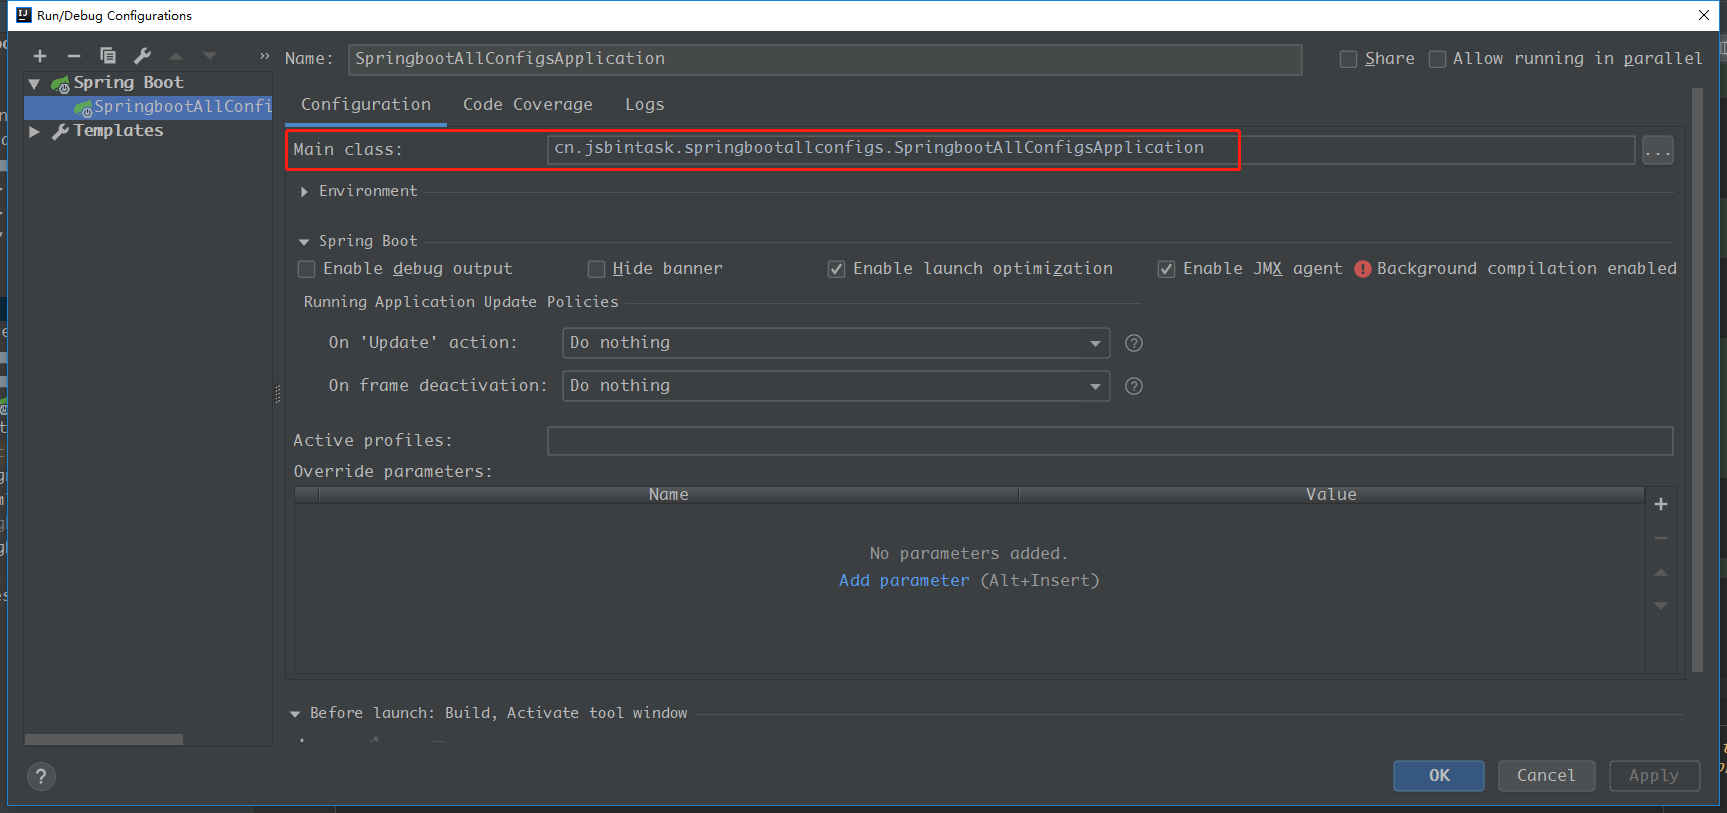 Run/Debug Configurations
Name: SpringbootAllConfigsApplication
Share
Allow running in parallel
Spring Boot
SpringbootAllConfi
Templates
Configuration Code Coverage Logs
Main class: cn.jsbintask.springbootallconfigs.SpringbootAllConfigsApplication ...
Environment
Spring Boot
Enable debug output Hide banner Enable launch optimization Enable JMX agent Background compilation enabled
Running Application Update Policies
On 'Update' action: Do nothing ?
On frame deactivation: Do nothing ?
Active profiles:
Override parameters:
Name Value
No parameters added.
Add parameter (Alt+Insert)
Before launch: Build, Activate tool window
? OK Cancel Apply